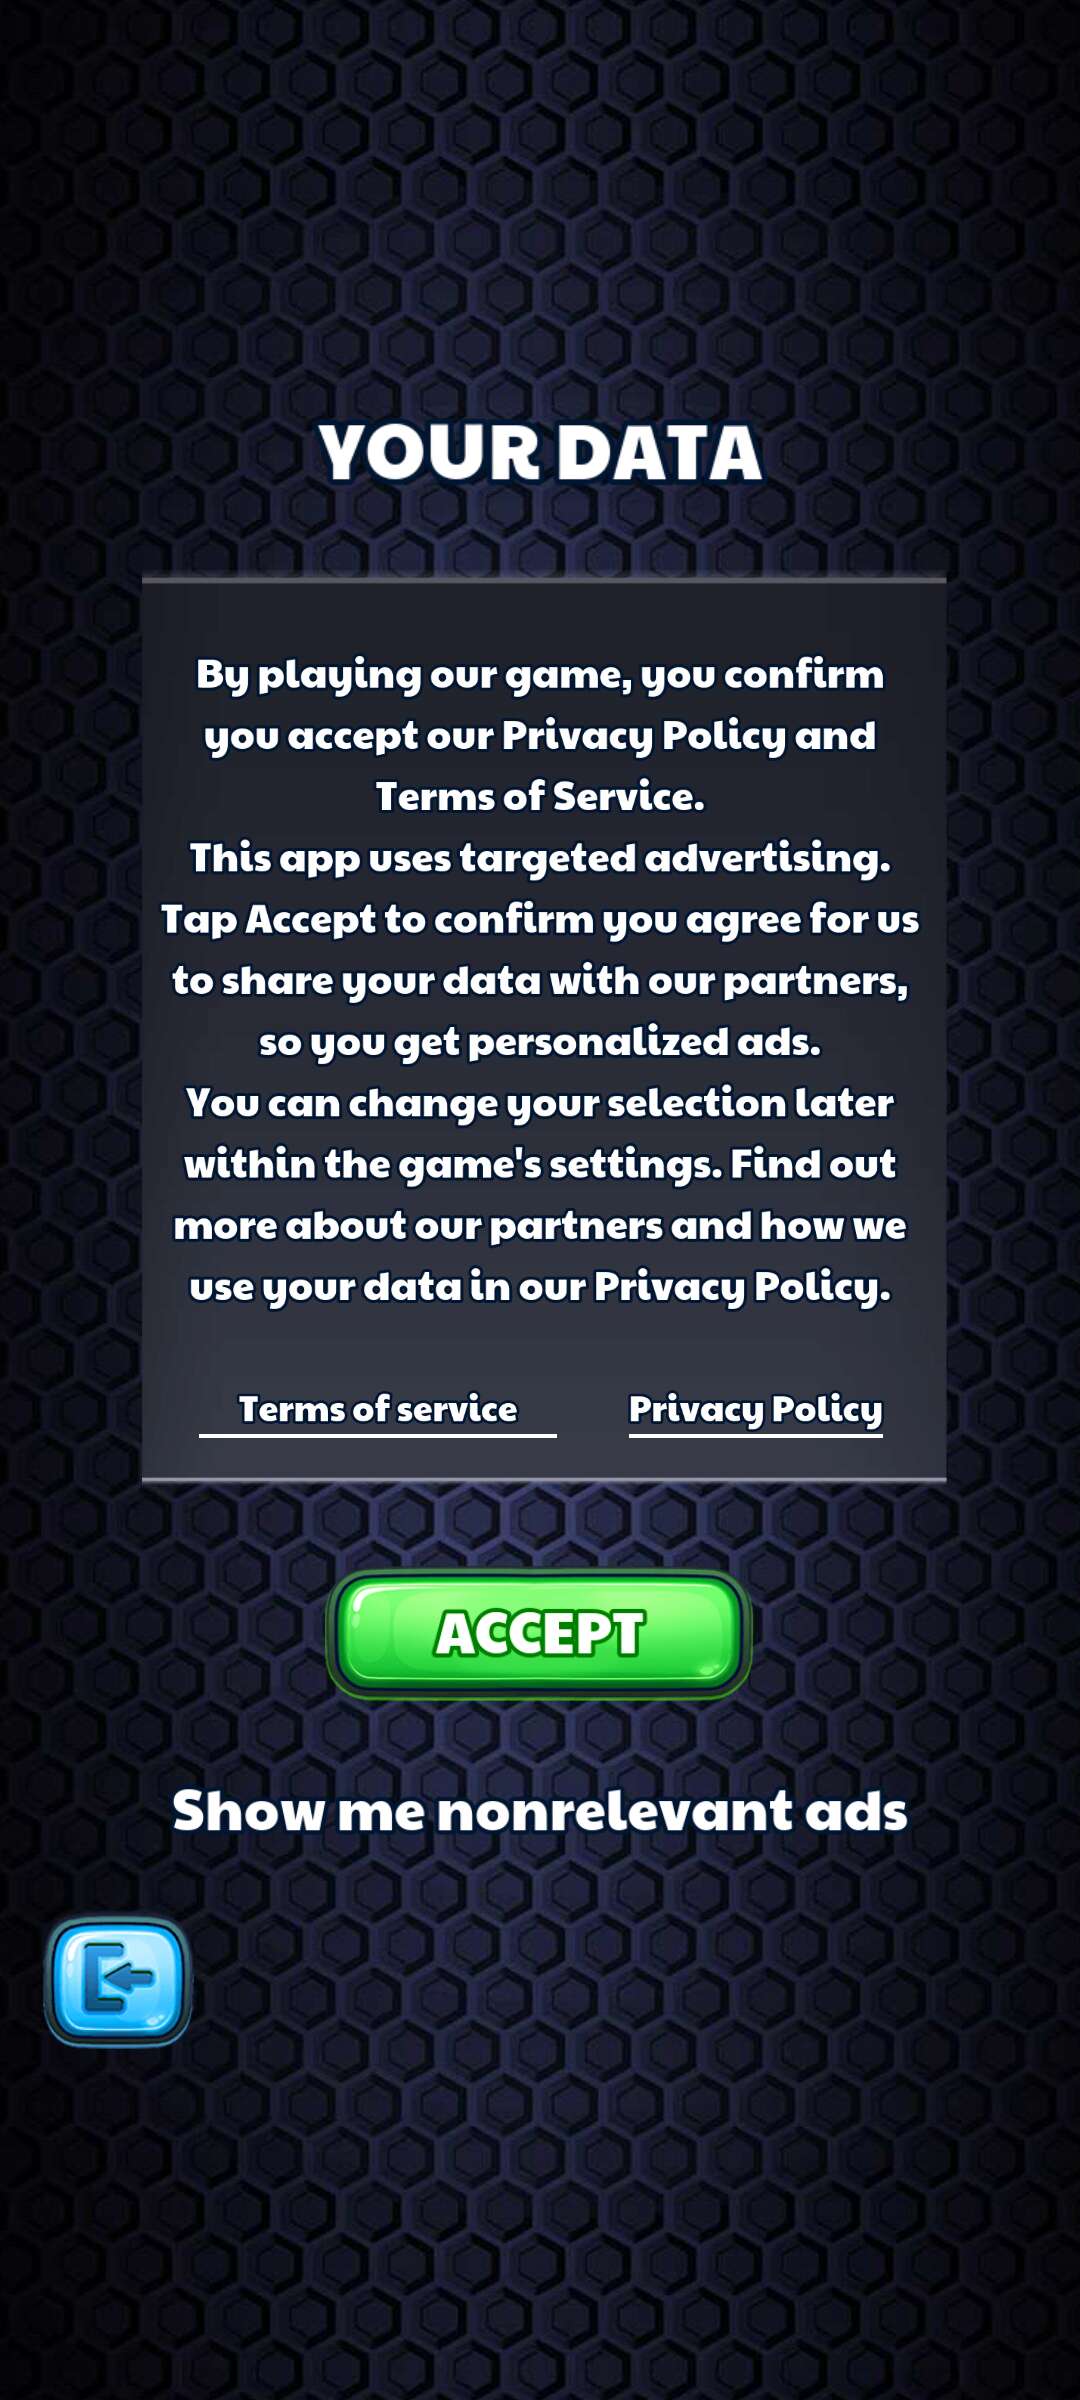 YOUR DATA
By playing our game, you confirm
you accept our Privacy Policy and
Terms of Service.
This app uses targeted advertising.
Tap Accept to confirm you agree for us
to share your data with our partners,
so you get personalized ads.
You can change your selection later
within the game's settings. Find out
more about our partners and how we
use your data in our Privacy Policy.
Terms of service
Privacy Policy
ACCEPT
Show me nonrelevant ads